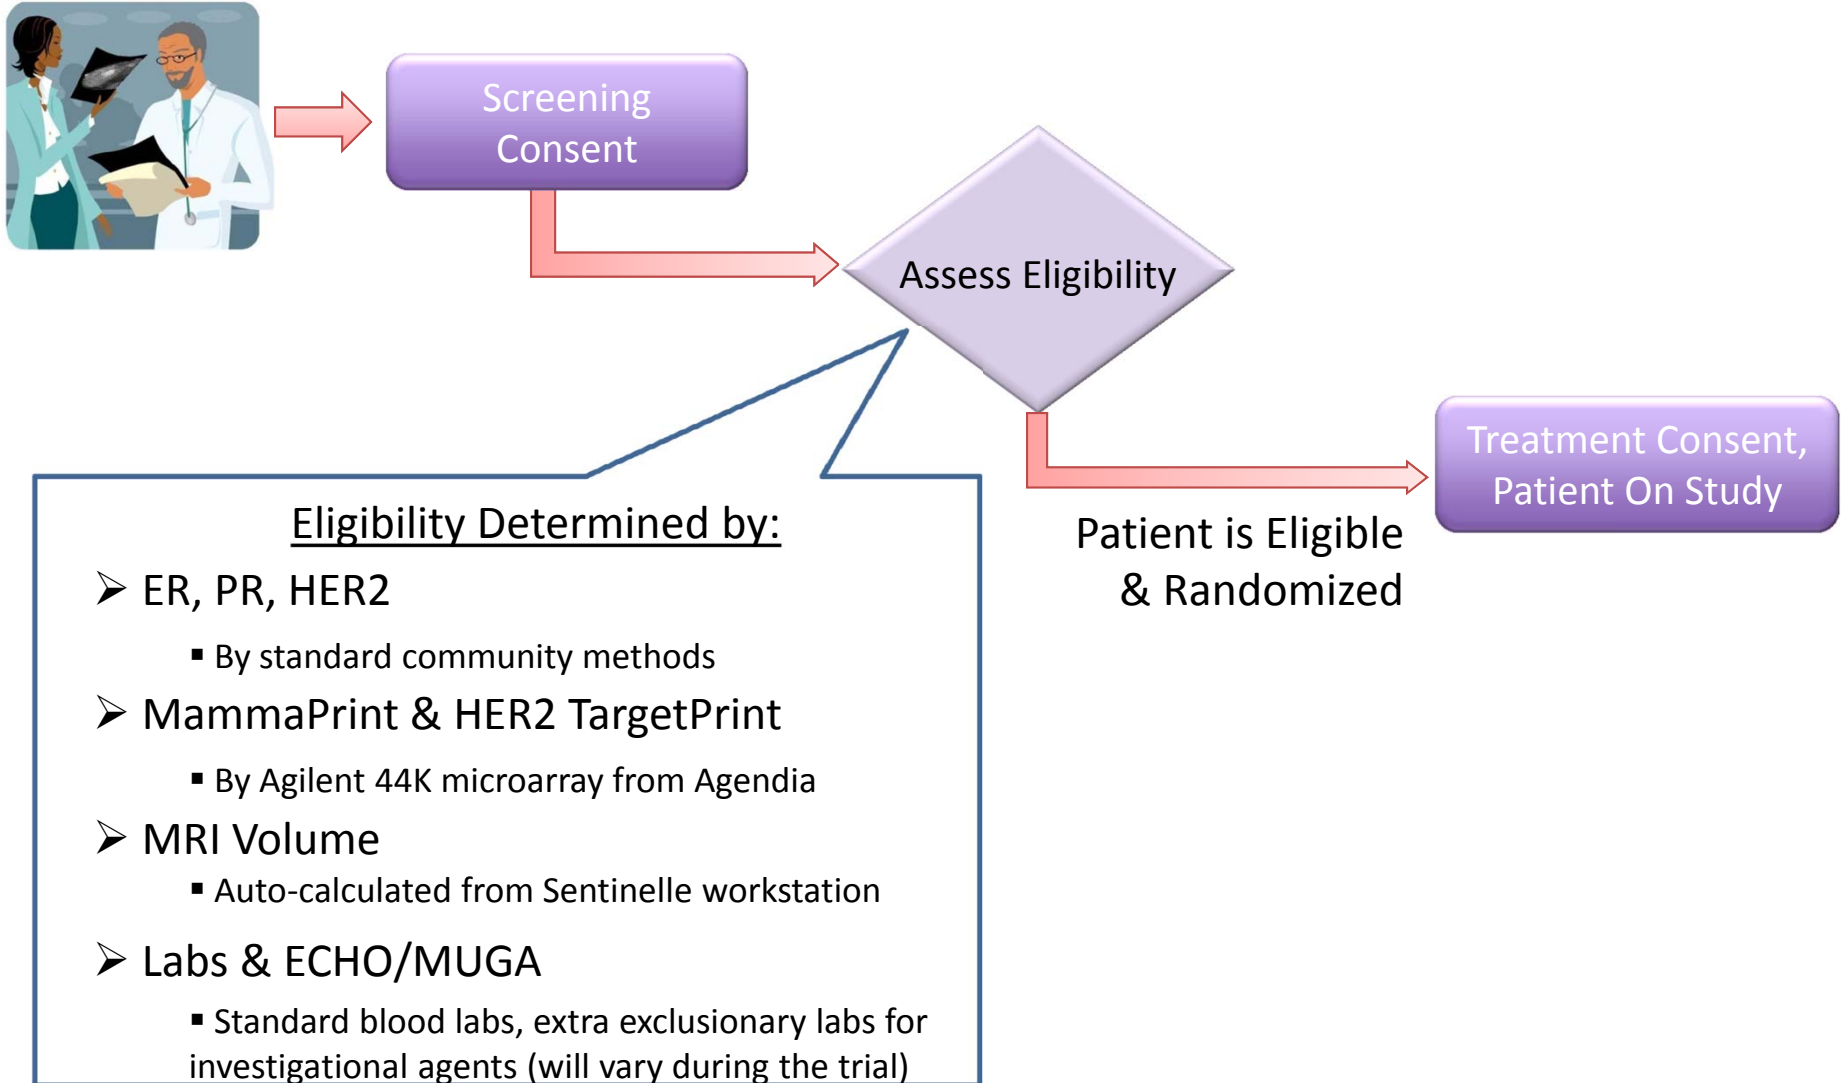 Screening
Consent
Assess Eligibility
Treatment Consent,
Patient On Study
Patient is Eligible
& Randomized
Eligibility Determined by:
➢ ER, PR, HER2
▪ By standard community methods
➢ MammaPrint & HER2 TargetPrint
▪ By Agilent 44K microarray from Agendia
➢ MRI Volume
▪ Auto-calculated from Sentinelle workstation
➢ Labs & ECHO/MUGA
▪ Standard blood labs, extra exclusionary labs for
investigational agents (will vary during the trial)